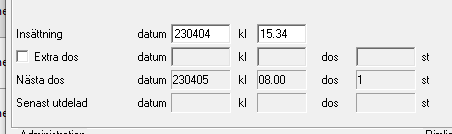 Insättning datum 230404 kl 15.34
Extra dos datum kl dos st
Nästa dos datum 230405 kl 08.00 dos 1 st
Senast utdelad datum kl dos st
Administration